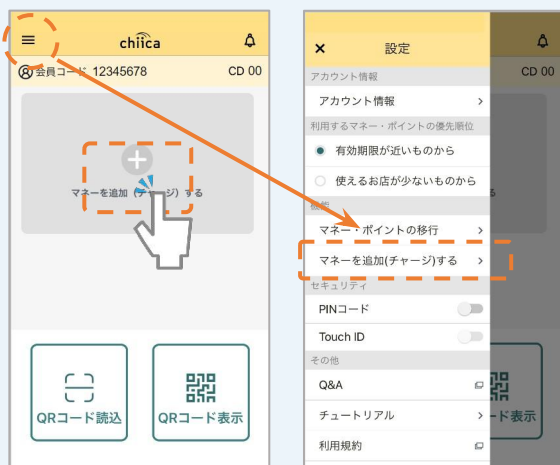 chiica
会員コード 12345678
CD 00
マネーを追加（チャージ）する
QRコード読込
QRコード表示
設定
CD 00
アカウント情報
アカウント情報
利用するマネー・ポイントの優先順位
有効期限が近いものから
使えるお店が少ないものから
機能
マネー・ポイントの移行
マネーを追加(チャージ)する
セキュリティ
PINコード
Touch ID
その他
Q&A
チュートリアル
ード表示
利用規約